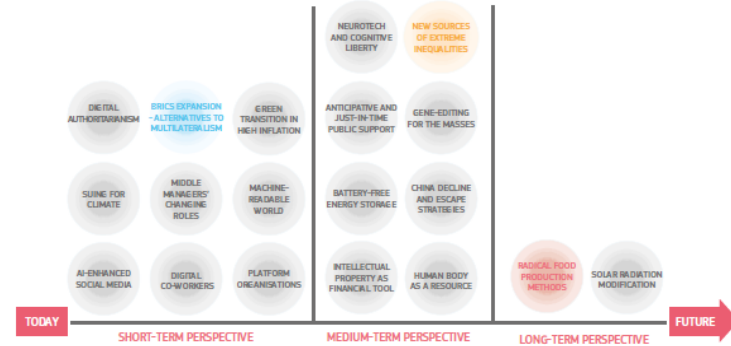 NEUROTECH
AND COGNITIVE
LIBERTY
NEW SOURCES
OF EXTREME
INEQUALITIES
DIGITAL
AUTHORITARIANISM
BRICS EXPANSION
- ALTERNATIVES TO
MULTILATERALISM
GREEN
TRANSITION IN
HIGH INFLATION
ANTICIPATIVE AND
JUST-IN-TIME
PUBLIC SUPPORT
GENE-EDITING
FOR THE MASSES
SUING FOR
CLIMATE
MIDDLE
MANAGERS'
CHANGING
ROLES
MACHINE-
READABLE
WORLD
BATTERY-FREE
ENERGY STORAGE
CHINA DECLINE
AND ESCAPE
STRATEGIES
AI-ENHANCED
SOCIAL MEDIA
DIGITAL
CO-WORKERS
PLATFORM
ORGANISATIONS
INTELLECTUAL
PROPERTY AS
FINANCIAL TOOL
HUMAN BODY
AS A RESOURCE
RADICAL FOOD
PRODUCTION
METHODS
SOLAR RADIATION
MODIFICATION
TODAY
FUTURE
SHORT-TERM PERSPECTIVE
MEDIUM-TERM PERSPECTIVE
LONG-TERM PERSPECTIVE